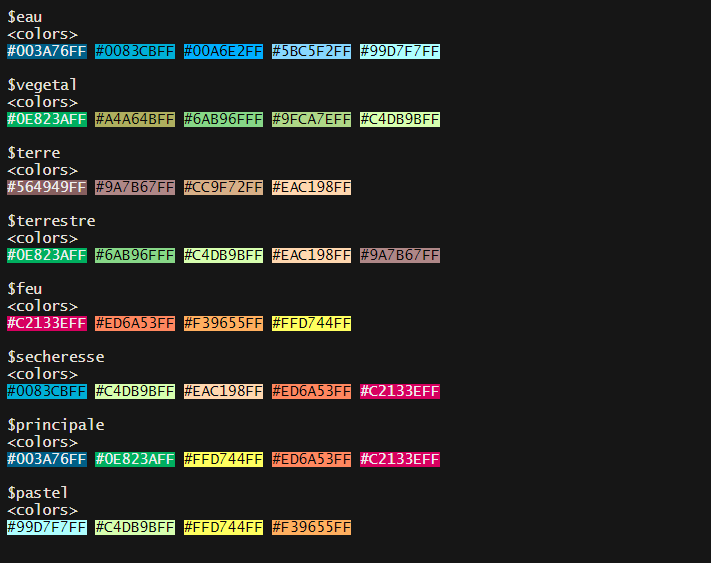 $eau
<colors>
#003A76FF #0083CBFF #00A6E2FF #5BC5F2FF #99D7F7FF
$vegetal
<colors>
#0E823AFF #A4A64BFF #6AB96FFF #9FCA7EFF #C4DB9BFF
$terre
<colors>
#564949FF #9A7B67FF #CC9F72FF #EAC198FF
$terrestre
<colors>
#0E823AFF #6AB96FFF #C4DB9BFF #EAC198FF #9A7B67FF
$feu
<colors>
#C2133EFF #ED6A53FF #F39655FF #FFD744FF
$secheresse
<colors>
#0083CBFF #C4DB9BFF #EAC198FF #ED6A53FF #C2133EFF
$principale
<colors>
#003A76FF #0E823AFF #FFD744FF #ED6A53FF #C2133EFF
$pastel
<colors>
#99D7F7FF #C4DB9BFF #FFD744FF #F39655FF